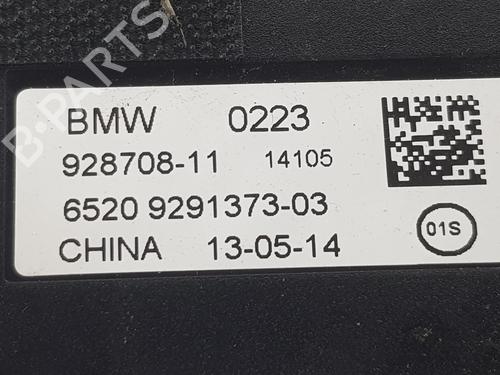 B-PARTS
BMW 0223
928708-11 14105
6520 9291373-03
CHINA 13-05-14
01S